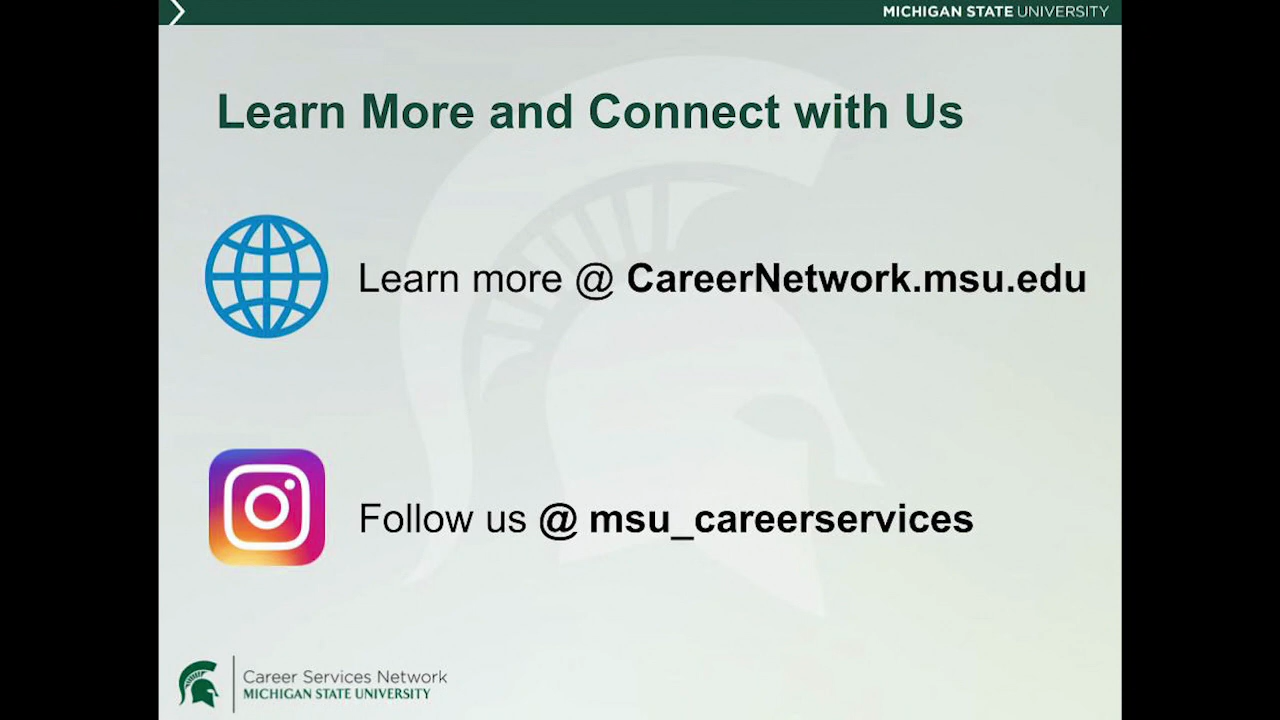 MICHIGAN STATE UNIVERSITY
Learn More and Connect with Us
Learn more @ CareerNetwork.msu.edu
Follow us @ msu_careerservices
Career Services Network
MICHIGAN STATE UNIVERSITY